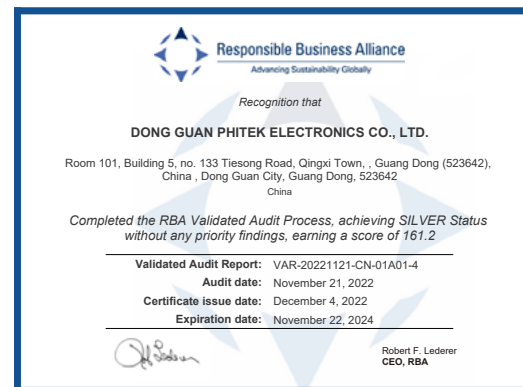 Responsible Business Alliance
Advancing Sustainability Globally
Recognition that
DONG GUAN PHITEK ELECTRONICS CO., LTD.
Room 101, Building 5, no. 133 Tiesong Road, Qingxi Town, , Guang Dong (523642),
China , Dong Guan City, Guang Dong, 523642
China
Completed the RBA Validated Audit Process, achieving SILVER Status
without any priority findings, earning a score of 161.2
Validated Audit Report: VAR-20221121-CN-01A01-4
Audit date: November 21, 2022
Certificate issue date: December 4, 2022
Expiration date: November 22, 2024
Robert F. Lederer
CEO, RBA